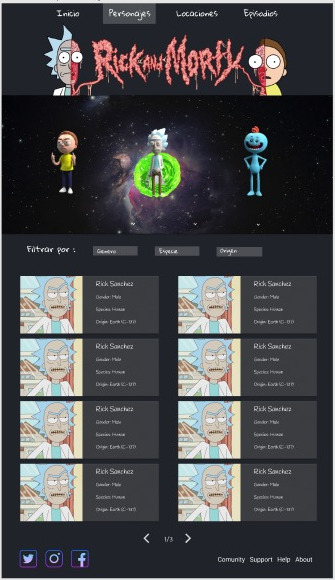 Inicio Personajes Locaciones Episodios
RICK AND MORTY
Filtrar por : Género Especie Origen
Rick Sanchez Rick Sanchez
Gender: Male Gender: Male
Species: Human Species: Human
Origin: Earth (C-137) Origin: Earth (C-137)
Rick Sanchez Rick Sanchez
Gender: Male Gender: Male
Species: Human Species: Human
Origin: Earth (C-137) Origin: Earth (C-137)
Rick Sanchez Rick Sanchez
Gender: Male Gender: Male
Species: Human Species: Human
Origin: Earth (C-137) Origin: Earth (C-137)
Rick Sanchez Rick Sanchez
Gender: Male Gender: Male
Species: Human Species: Human
Origin: Earth (C-137) Origin: Earth (C-137)
1/3
Comunity Support Help About